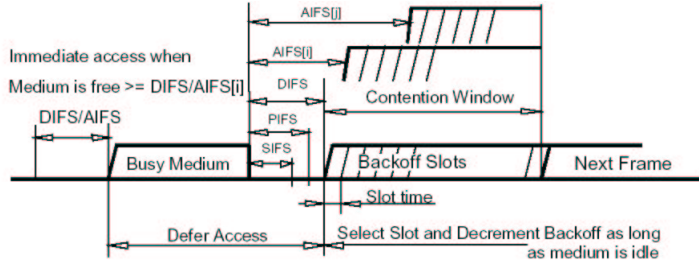 AIFS[j]
Immediate access when
AIFS[i]
Medium is free >= DIFS/AIFS[i]
DIFS
Contention Window
DIFS/AIFS
PIFS
SIFS
Busy Medium
Backoff Slots
Next Frame
Slot time
Defer Access
Select Slot and Decrement Backoff as long
as medium is idle